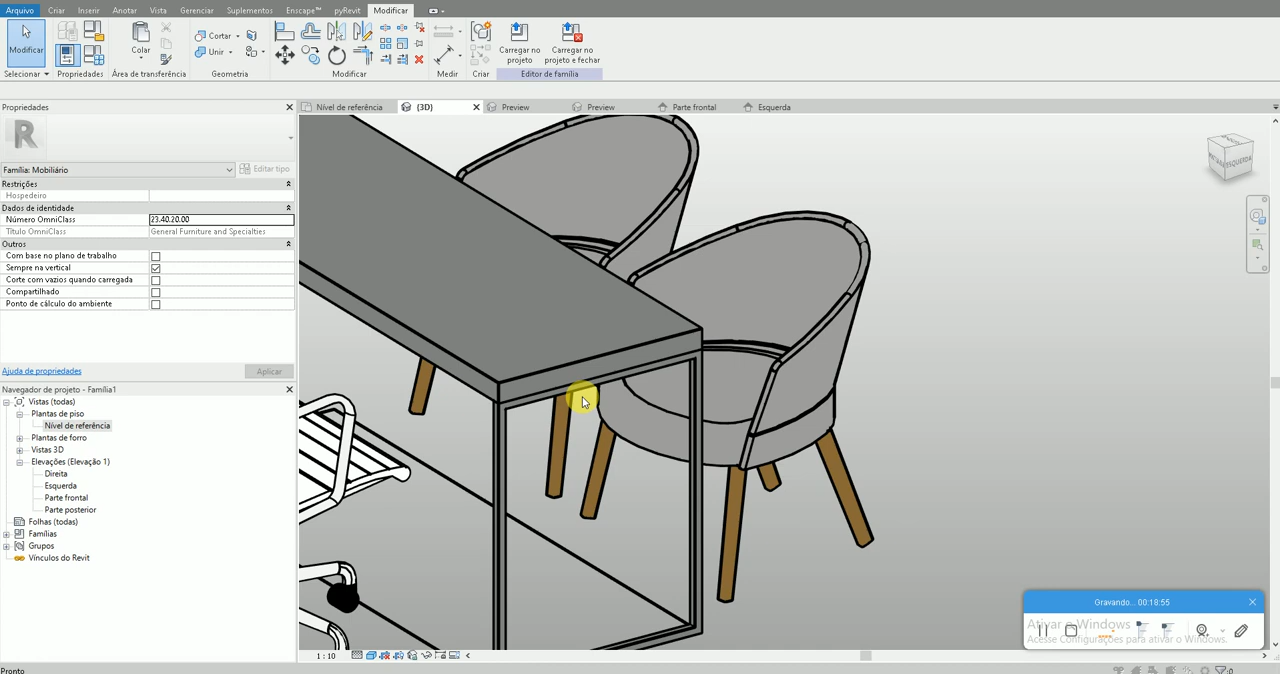 Arquivo Criar Inserir Anotar Vista Gerenciar Suplementos Enscape™ pyRevit Modificar
Modificar
Selecionar
Propriedades
Colar
Área de transferência
Cortar
Unir
Geometria
Modificar
Medir
Criar
Carregar no projeto
Carregar no projeto e fechar
Editor de família
Propriedades
Nível de referência
(3D)
Preview
Preview
Parte frontal
Esquerda
R
Família: Mobiliário
Editar tipo
Restrições
Hospedeiro
Dados de identidade
Número OmniClass 23.40.20.00
Título OmniClass General Furniture and Specialties
Outros
Com base no plano de trabalho
Sempre na vertical
Corte com vazios quando carregada
Compartilhado
Ponto de cálculo do ambiente
Ajuda de propriedades
Aplicar
Navegador de projeto - Família1
Vistas (todas)
Plantas de piso
Nível de referência
Plantas de forro
Vistas 3D
Elevações (Elevação 1)
Direita
Esquerda
Parte frontal
Parte posterior
Folhas (todas)
Famílias
Grupos
Vínculos do Revit
ESQUERDA
Gravando... 00:18:55
Ativar o Windows
Acesse Configurações para ativar o Windows.
1 : 10
Pronto
:0